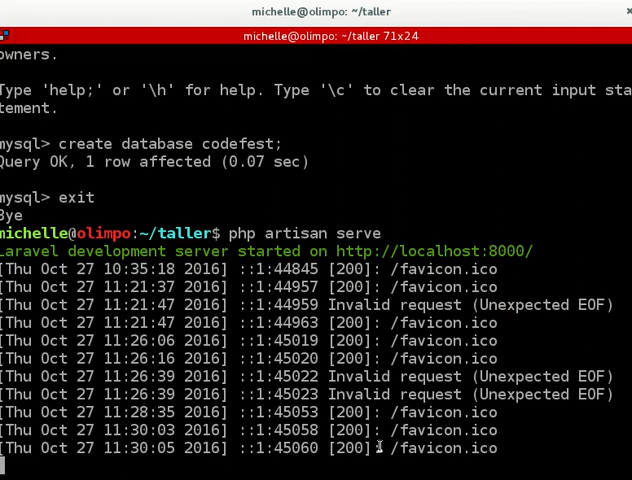 michelle@olimpo: ~/taller
michelle@olimpo: ~/taller 71x24
owners.
Type 'help;' or '\h' for help. Type '\c' to clear the current input sta
tement.
mysql> create database codefest;
Query OK, 1 row affected (0.07 sec)
mysql> exit
Bye
michelle@olimpo:~/taller$ php artisan serve
Laravel development server started on http://localhost:8000/
[Thu Oct 27 10:35:18 2016] ::1:44845 [200]: /favicon.ico
[Thu Oct 27 11:21:37 2016] ::1:44957 [200]: /favicon.ico
[Thu Oct 27 11:21:47 2016] ::1:44959 Invalid request (Unexpected EOF)
[Thu Oct 27 11:21:47 2016] ::1:44963 [200]: /favicon.ico
[Thu Oct 27 11:26:06 2016] ::1:45019 [200]: /favicon.ico
[Thu Oct 27 11:26:16 2016] ::1:45020 [200]: /favicon.ico
[Thu Oct 27 11:26:39 2016] ::1:45022 Invalid request (Unexpected EOF)
[Thu Oct 27 11:26:39 2016] ::1:45023 Invalid request (Unexpected EOF)
[Thu Oct 27 11:28:35 2016] ::1:45053 [200]: /favicon.ico
[Thu Oct 27 11:30:03 2016] ::1:45058 [200]: /favicon.ico
[Thu Oct 27 11:30:05 2016] ::1:45060 [200]: /favicon.ico